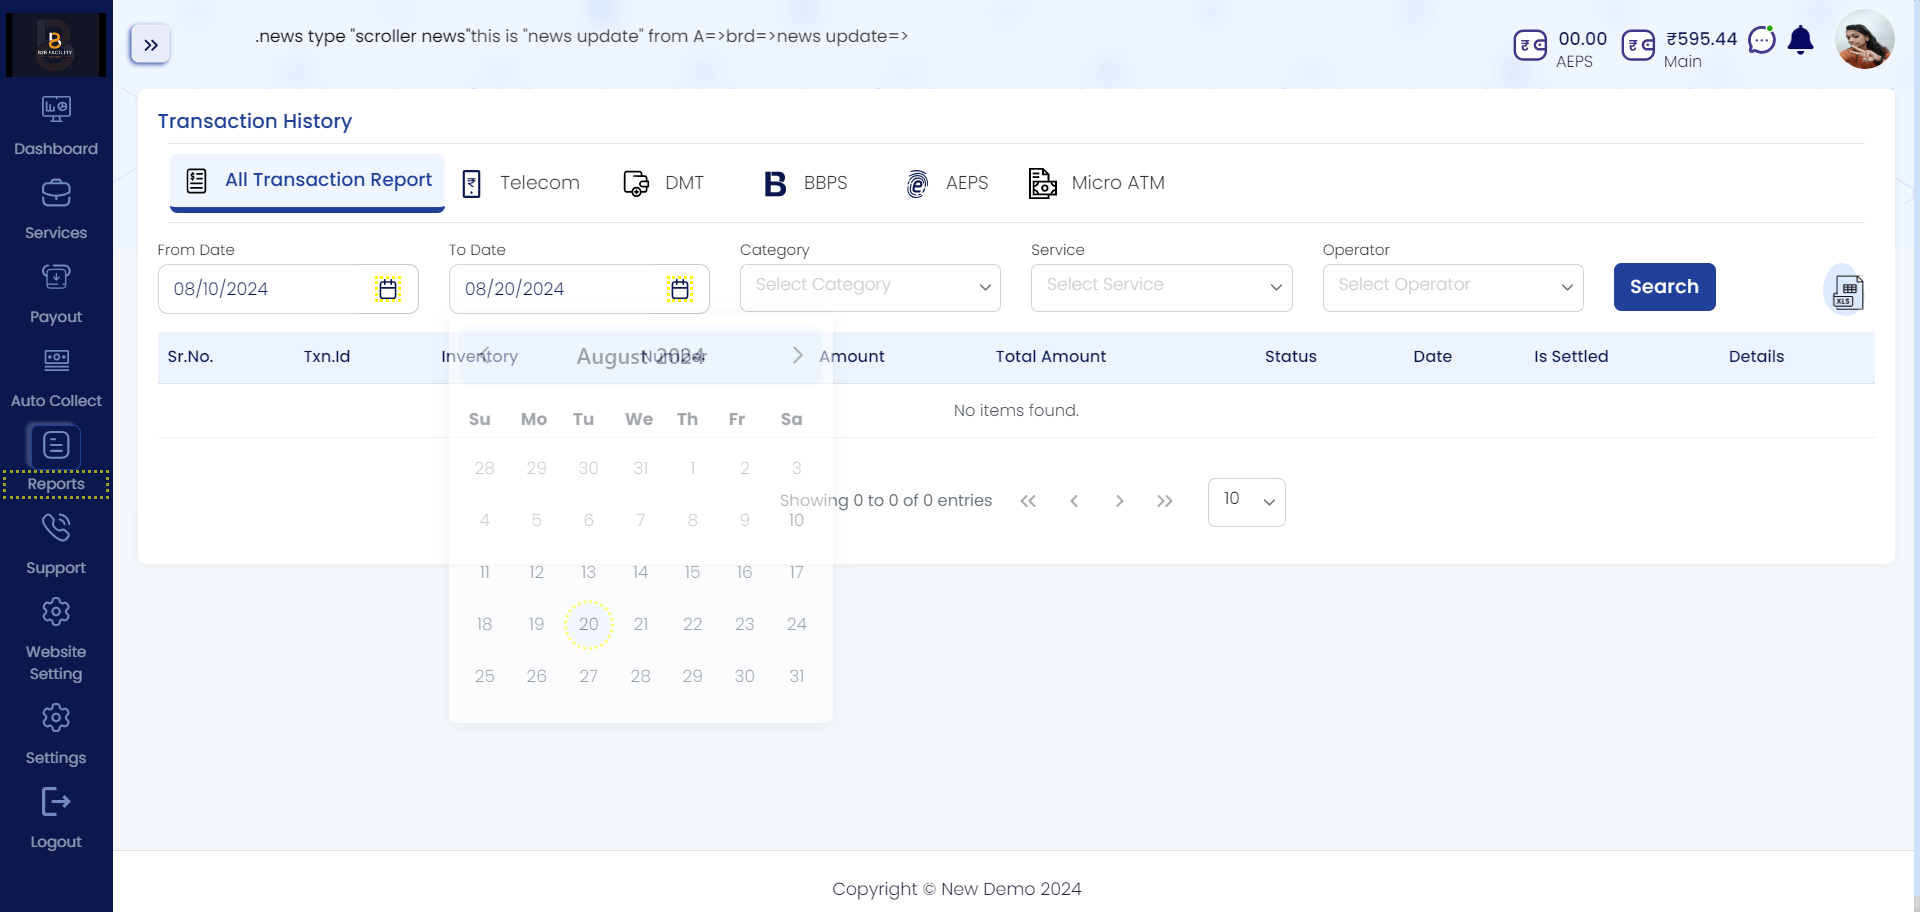 B2B FACILITY
.news type "scroller news"this is "news update" from A=>brd=>news update=>
00.00
AEPS
₹595.44
Main
Dashboard
Services
Payout
Auto Collect
Reports
Support
Website
Setting
Settings
Logout
Transaction History
All Transaction Report
Telecom
DMT
BBPS
AEPS
Micro ATM
From Date
To Date
Category
Service
Operator
08/10/2024
08/20/2024
Select Category
Select Service
Select Operator
Search
XLS
Sr.No.
Txn.Id
Inventory
Number
Amount
Total Amount
Status
Date
Is Settled
Details
No items found.
Showing 0 to 0 of 0 entries
10
August 2024
Su Mo Tu We Th Fr Sa
28 29 30 31 1 2 3
4 5 6 7 8 9 10
11 12 13 14 15 16 17
18 19 20 21 22 23 24
25 26 27 28 29 30 31
Copyright © New Demo 2024